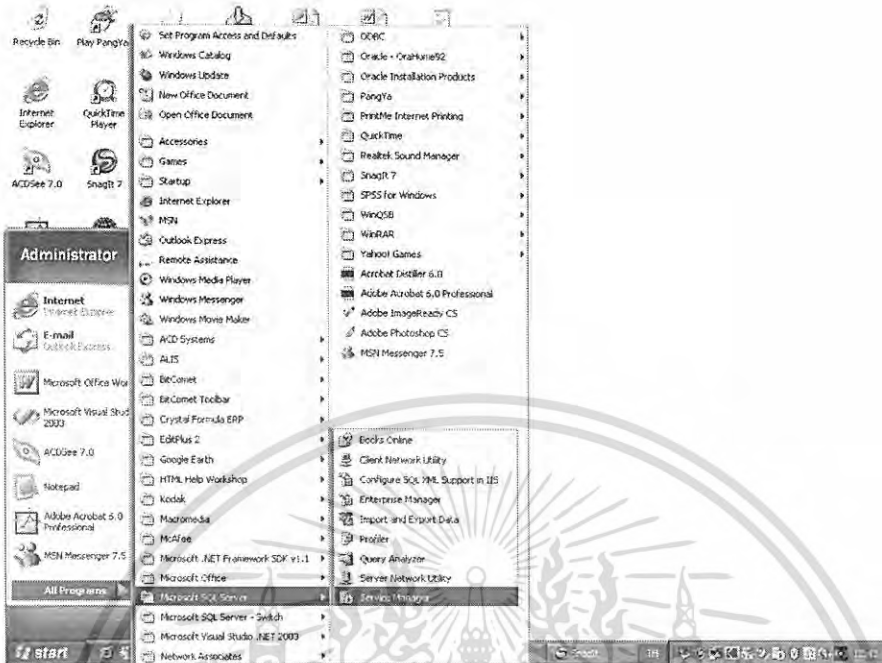 Recycle Bin
Play PangYa
Internet Explorer
QuickTime Player
ACDSee 7.0
SnagIt 7
Administrator
Internet
Internet Explorer
E-mail
Outlook Express
Microsoft Office Wor
Microsoft Visual Stud
2003
ACDSee 7.0
Notepad
Adobe Acrobat 6.0
Professional
MSN Messenger 7.5
All Programs
start
Set Program Access and Defaults
Windows Catalog
Windows Update
New Office Document
Open Office Document
Accessories
Games
Startup
Internet Explorer
MSN
Outlook Express
Remote Assistance
Windows Media Player
Windows Messenger
Windows Movie Maker
ACD Systems
ALIS
BitComet
BitComet Toolbar
Crystal Formula ERP
EditPlus 2
Google Earth
HTML Help Workshop
Kodak
Macromedia
McAfee
Microsoft .NET Framework SDK v1.1
Microsoft Office
Microsoft SQL Server
Microsoft SQL Server - Switch
Microsoft Visual Studio .NET 2003
Network Associates
ODBC
Oracle - OraHome92
Oracle Installation Products
PangYa
PrintMe Internet Printing
QuickTime
Realtek Sound Manager
SnagIt 7
SPSS for Windows
WinQSB
WinRAR
Yahoo! Games
Acrobat Distiller 6.0
Adobe Acrobat 6.0 Professional
Adobe ImageReady CS
Adobe Photoshop CS
MSN Messenger 7.5
Books Online
Client Network Utility
Configure SQL XML Support in IIS
Enterprise Manager
Import and Export Data
Profiler
Query Analyzer
Server Network Utility
Service Manager